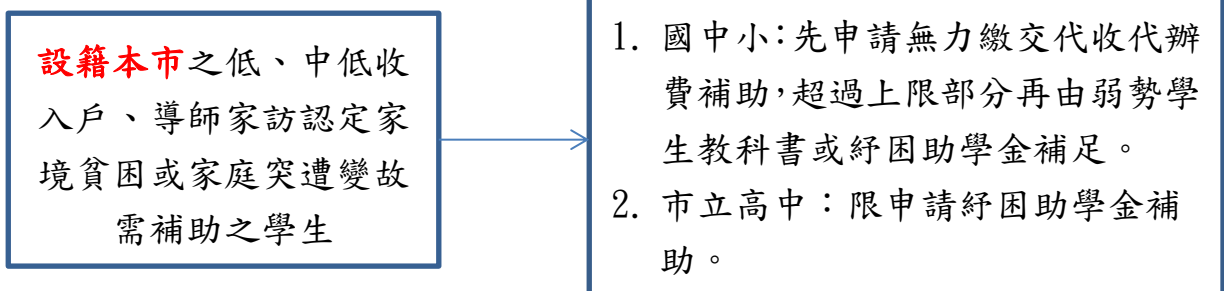 設籍本市之低、中低收
入戶、導師家訪認定家
境貧困或家庭突遭變故
需補助之學生
1. 國中小：先申請無力繳交代收代辦
費補助，超過上限部分再由弱勢學
生教科書或紓困助學金補足。
2. 市立高中：限申請紓困助學金補
助。